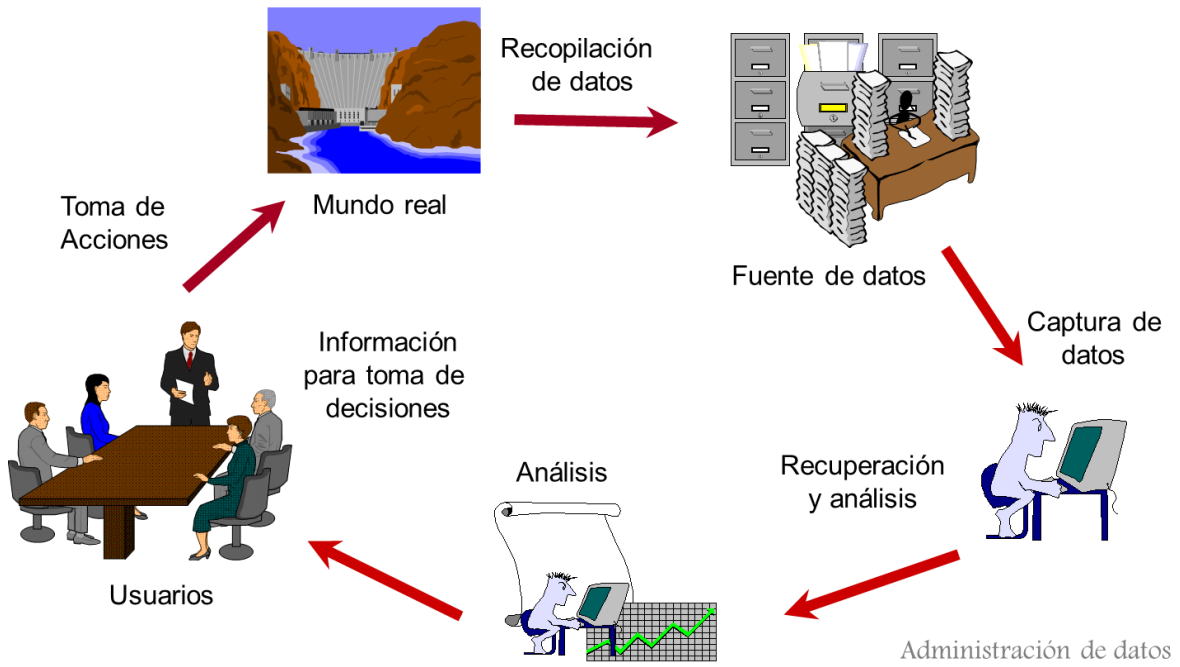 Recopilación
de datos
Mundo real
Fuente de datos
Captura de
datos
Recuperación
y análisis
Análisis
Información
para toma de
decisiones
Usuarios
Toma de
Acciones
Administración de datos